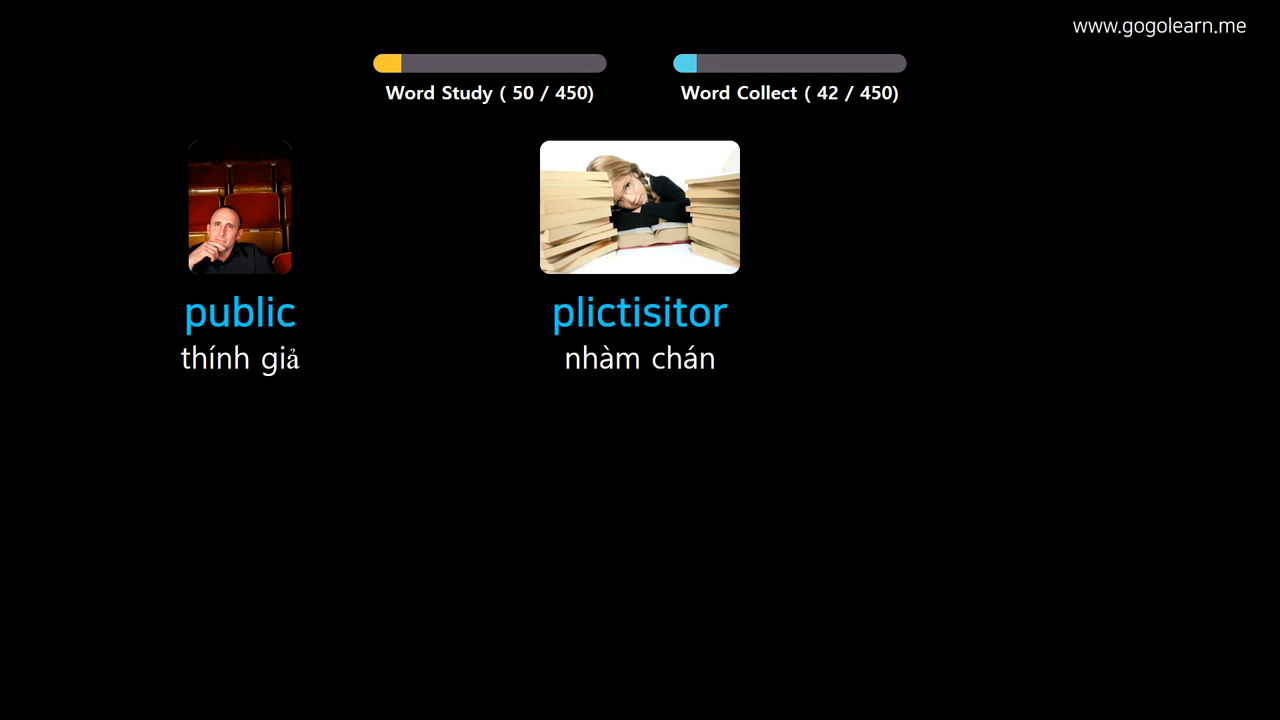 www.gogolearn.me
Word Study ( 50 / 450)
Word Collect ( 42 / 450)
public
plictisitor
thính giả
nhàm chán